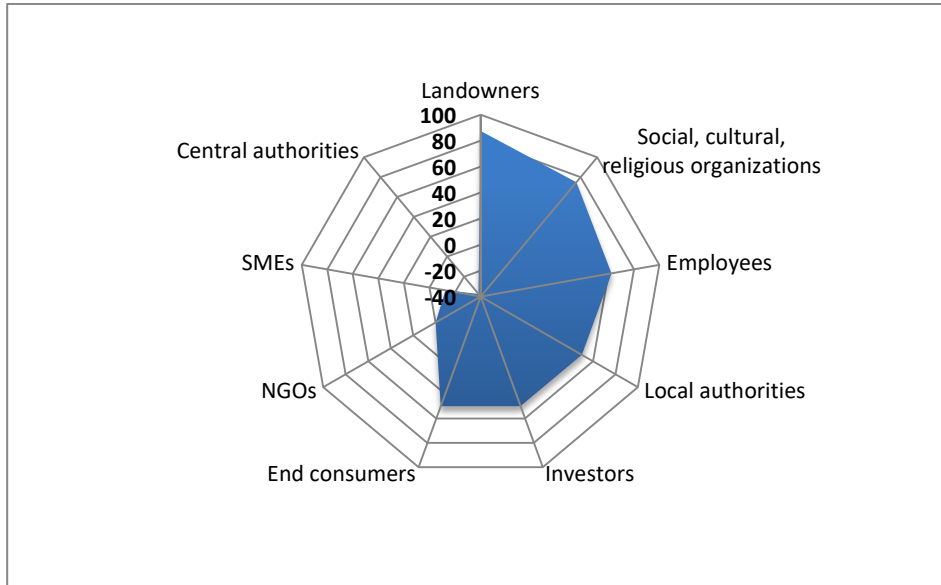 Landowners
Social, cultural,
religious organizations
Employees
Local authorities
Investors
End consumers
NGOs
SMEs
Central authorities
100
80
60
40
20
0
-20
-40